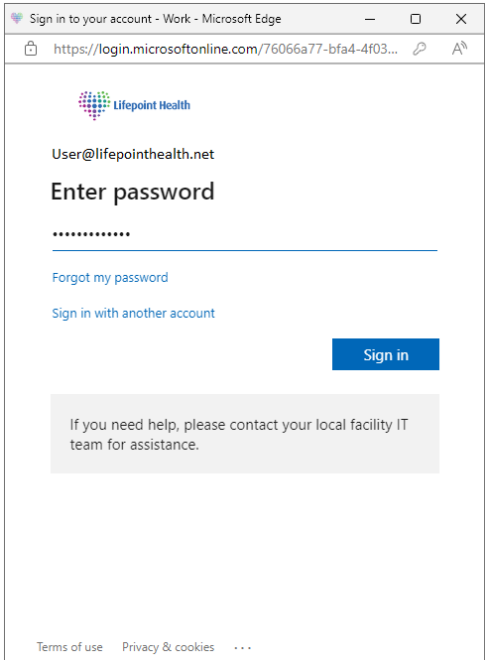 Sign in to your account - Work - Microsoft Edge
https://login.microsoftonline.com/76066a77-bfa4-4f03...
Lifepoint Health
User@lifepointhealth.net
Enter password
•••••••••••••
Forgot my password
Sign in with another account
Sign in
If you need help, please contact your local facility IT
team for assistance.
Terms of use Privacy & cookies ...